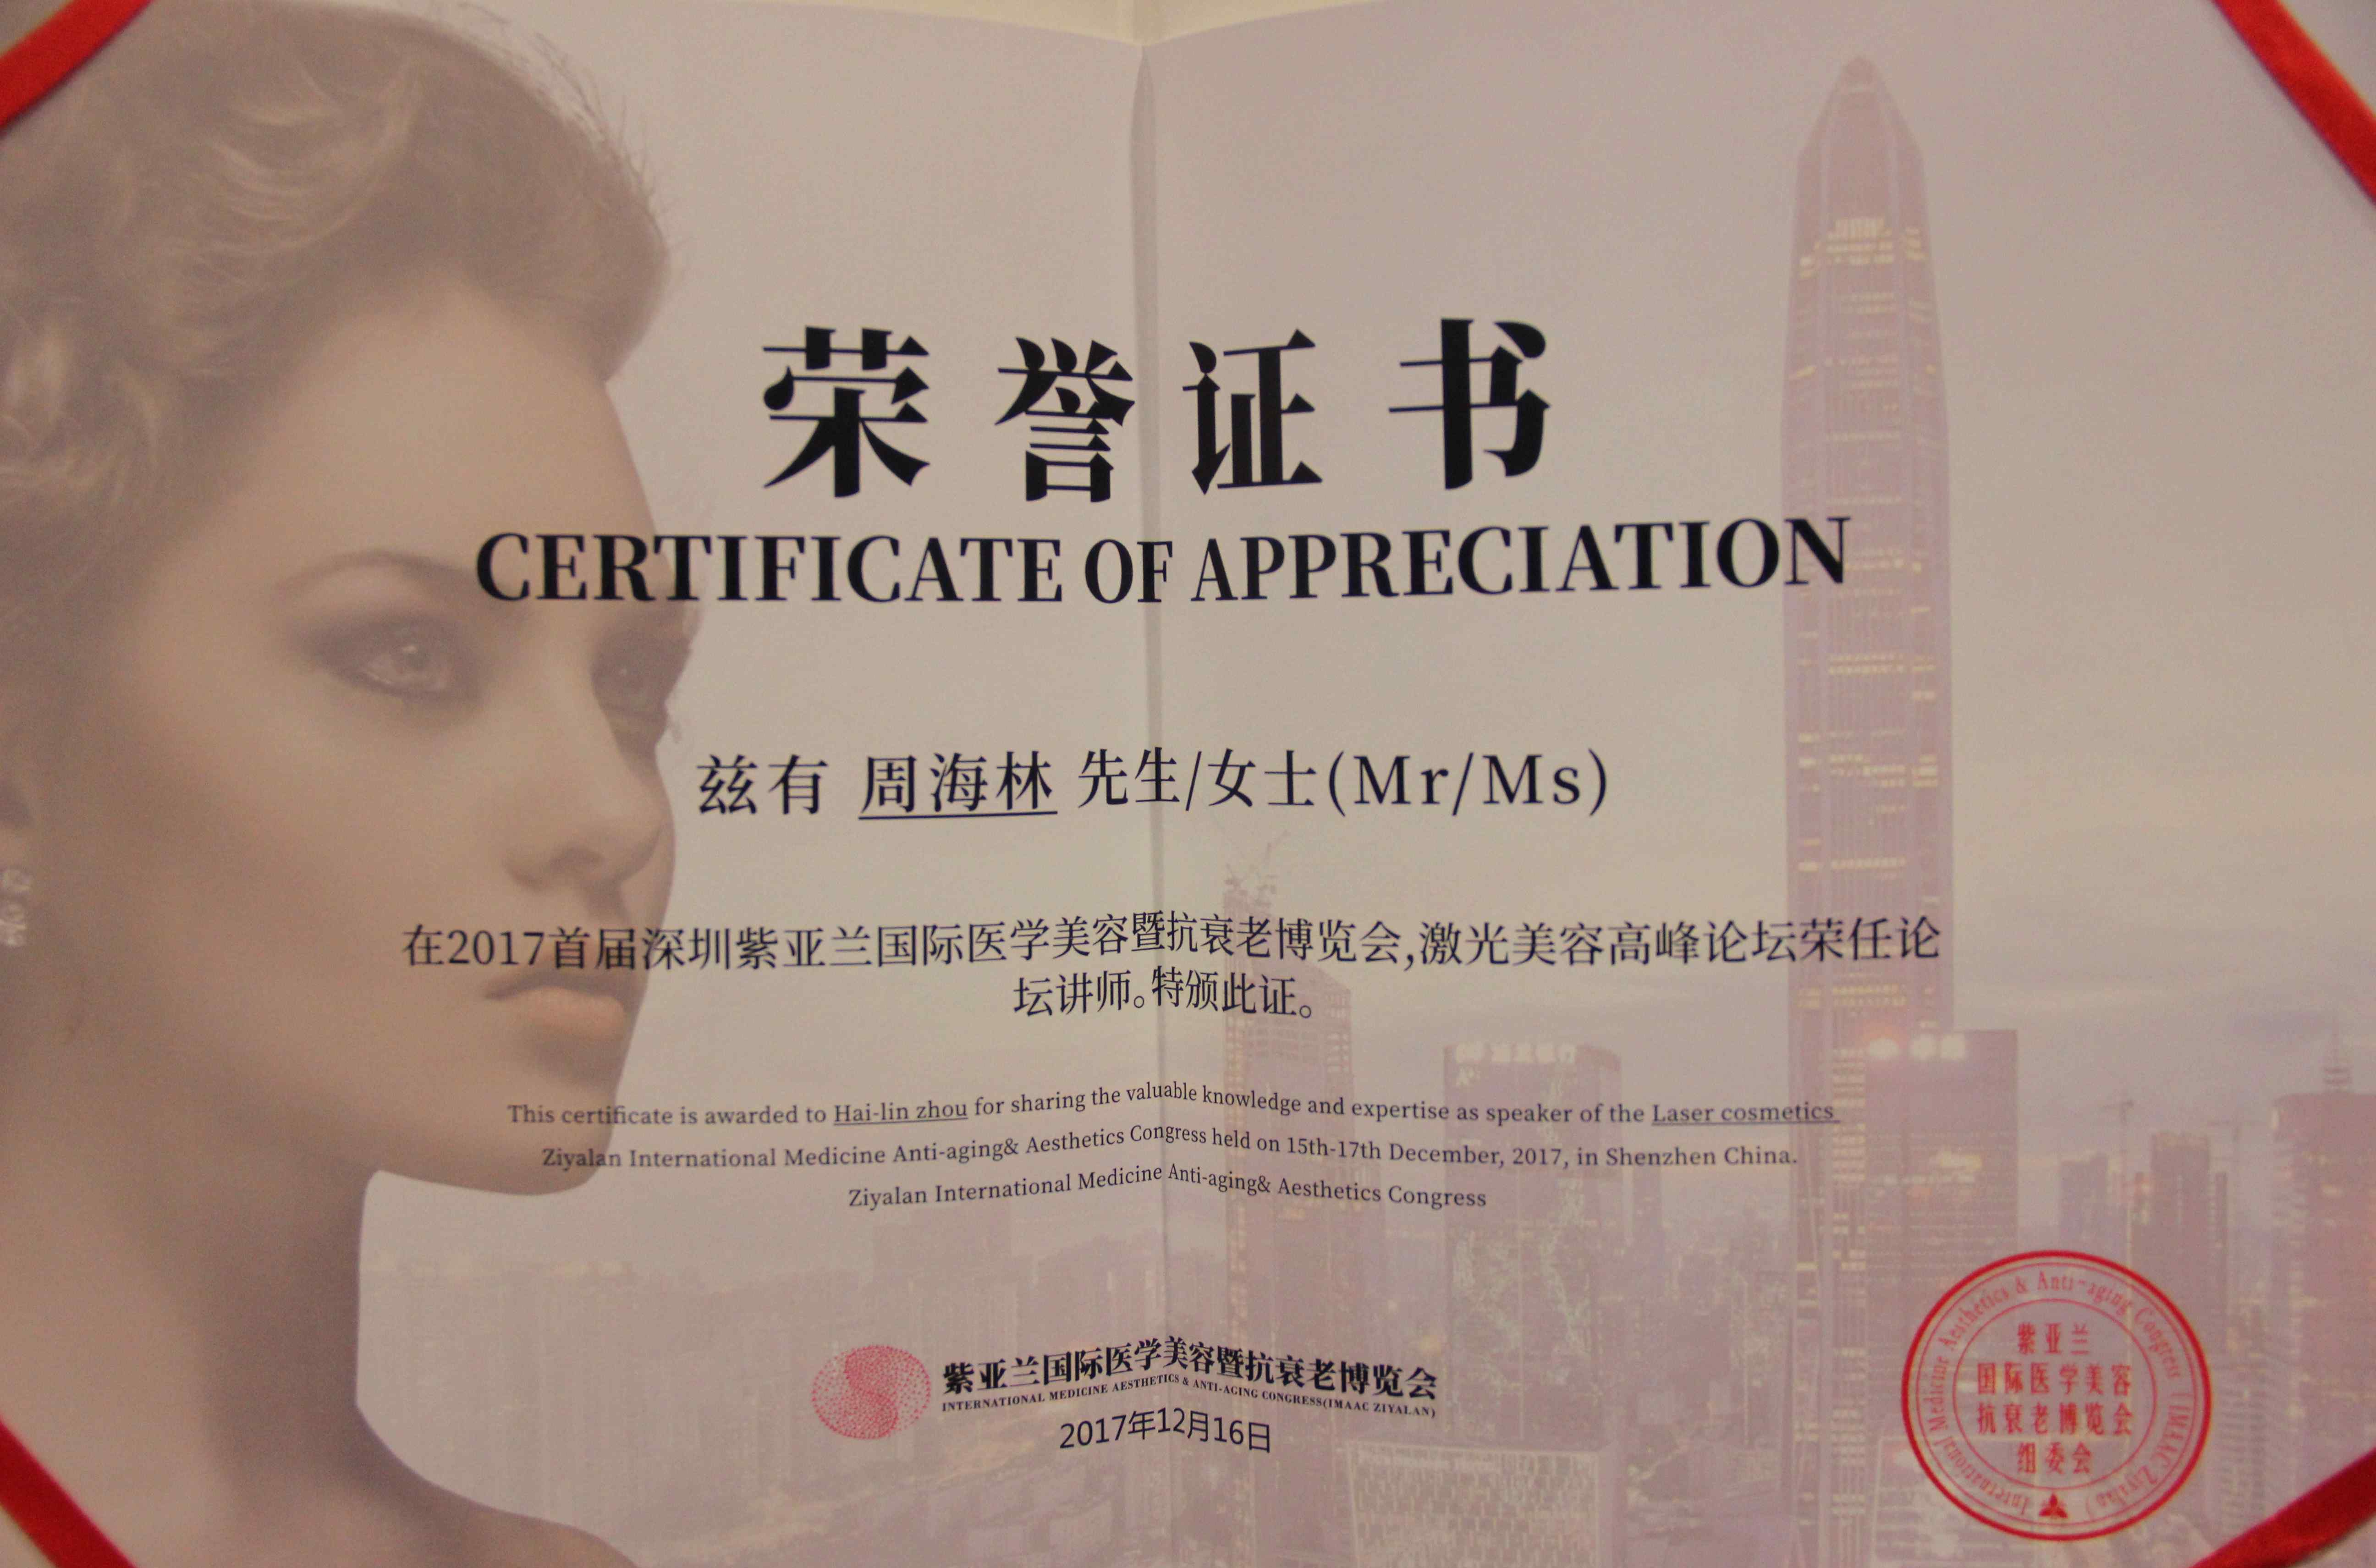 荣誉证书
CERTIFICATE OF APPRECIATION
兹有 周海林 先生/女士(Mr/Ms)
在2017首届深圳紫亚兰国际医学美容暨抗衰老博览会,激光美容高峰论坛荣任论
坛讲师。特颁此证。
This certificate is awarded to Hai-lin zhou for sharing the valuable knowledge and expertise as speaker of the Laser cosmetics
Ziyalan International Medicine Anti-aging& Aesthetics Congress held on 15th-17th December, 2017, in Shenzhen China.
Ziyalan International Medicine Anti-aging& Aesthetics Congress
紫亚兰国际医学美容暨抗衰老博览会
INTERNATIONAL MEDICINE AESTHETICS & ANTI-AGING CONGRESS(IMAAC ZIYALAN)
2017年12月16日
International Medicine Aesthetics & Anti-aging Congress (IMAAC Ziyalan)
紫亚兰
国际医学美容
抗衰老博览会
组委会